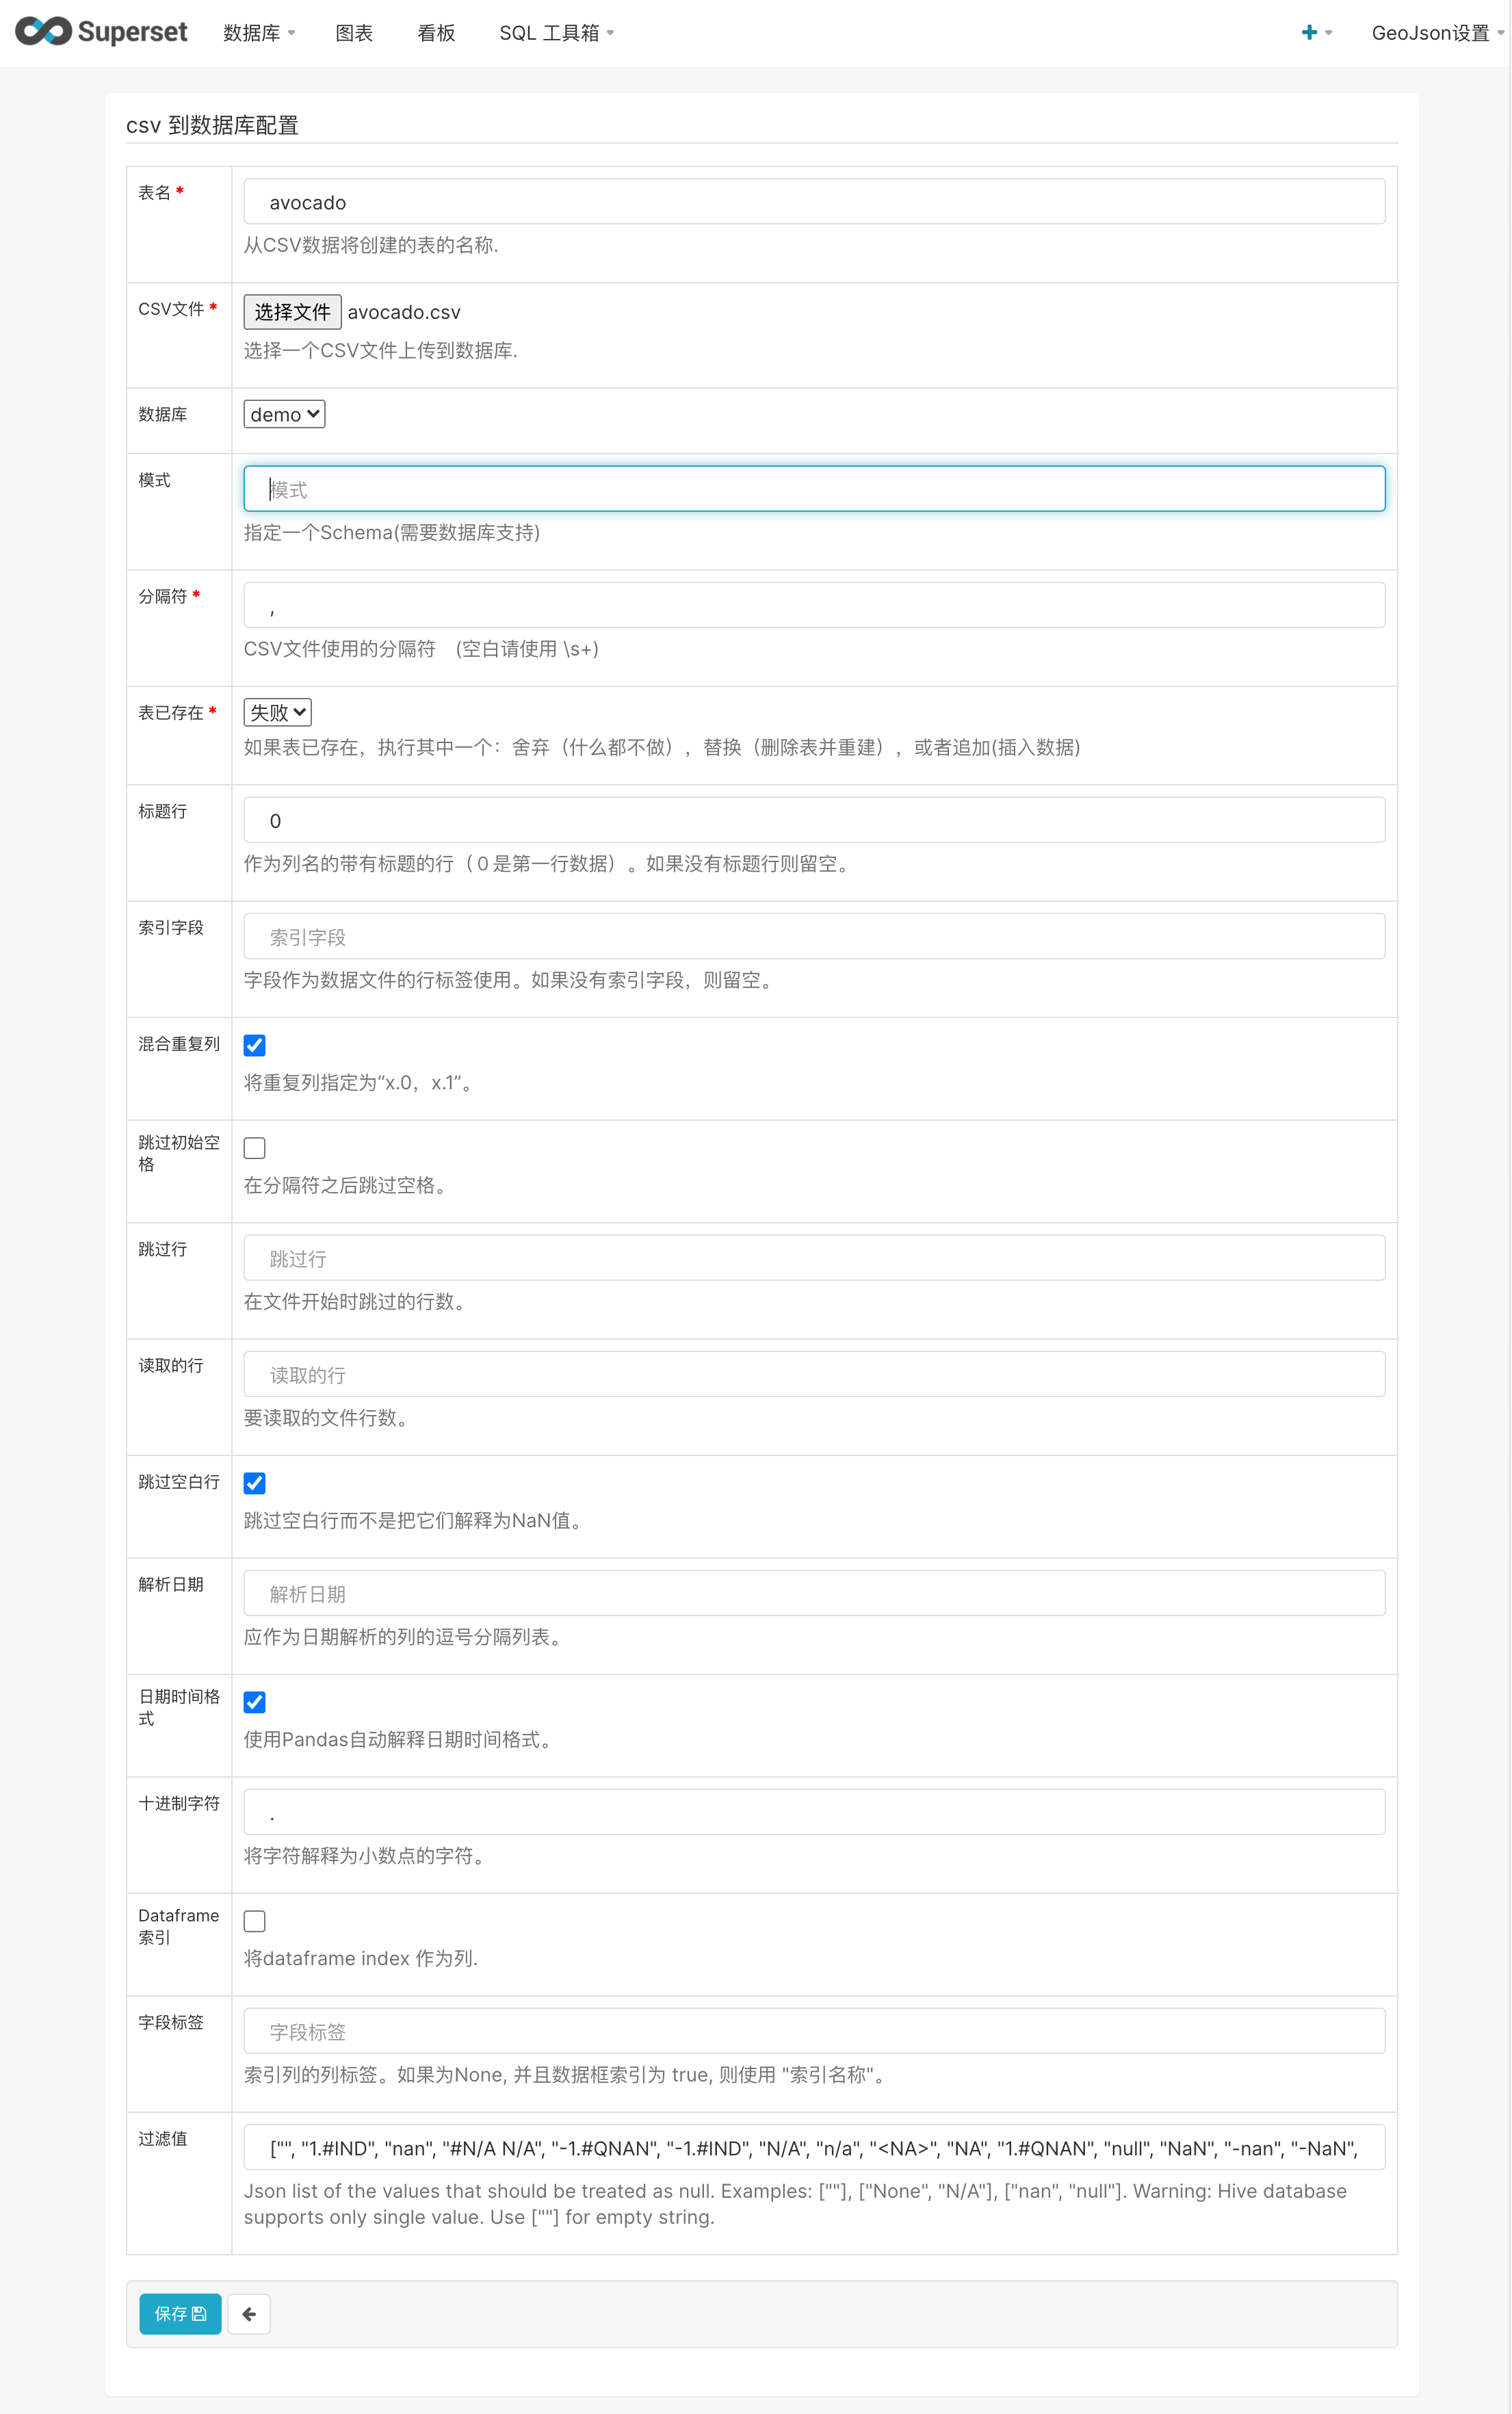 Superset 数据库 图表 看板 SQL 工具箱 GeoJson设置
csv 到数据库配置
表名 *
avocado
从CSV数据将创建的表的名称.
CSV文件 *
选择文件 avocado.csv
选择一个CSV文件上传到数据库.
数据库
demo
模式
模式
指定一个Schema(需要数据库支持)
分隔符 *
,
CSV文件使用的分隔符　(空白请使用 \s+)
表已存在 *
失败
如果表已存在，执行其中一个：舍弃（什么都不做），替换（删除表并重建），或者追加(插入数据)
标题行
0
作为列名的带有标题的行（０是第一行数据）。如果没有标题行则留空。
索引字段
索引字段
字段作为数据文件的行标签使用。如果没有索引字段，则留空。
混合重复列
将重复列指定为“x.0，x.1”。
跳过初始空
格
在分隔符之后跳过空格。
跳过行
跳过行
在文件开始时跳过的行数。
读取的行
读取的行
要读取的文件行数。
跳过空白行
跳过空白行而不是把它们解释为NaN值。
解析日期
解析日期
应作为日期解析的列的逗号分隔列表。
日期时间格
式
使用Pandas自动解释日期时间格式。
十进制字符
.
将字符解释为小数点的字符。
Dataframe
索引
将dataframe index 作为列.
字段标签
字段标签
索引列的列标签。如果为None, 并且数据框索引为 true, 则使用 "索引名称"。
过滤值
["", "1.#IND", "nan", "#N/A N/A", "-1.#QNAN", "-1.#IND", "N/A", "n/a", "<NA>", "NA", "1.#QNAN", "null", "NaN", "-nan", "-NaN",
Json list of the values that should be treated as null. Examples: [""], ["None", "N/A"], ["nan", "null"]. Warning: Hive database
supports only single value. Use [""] for empty string.
保存